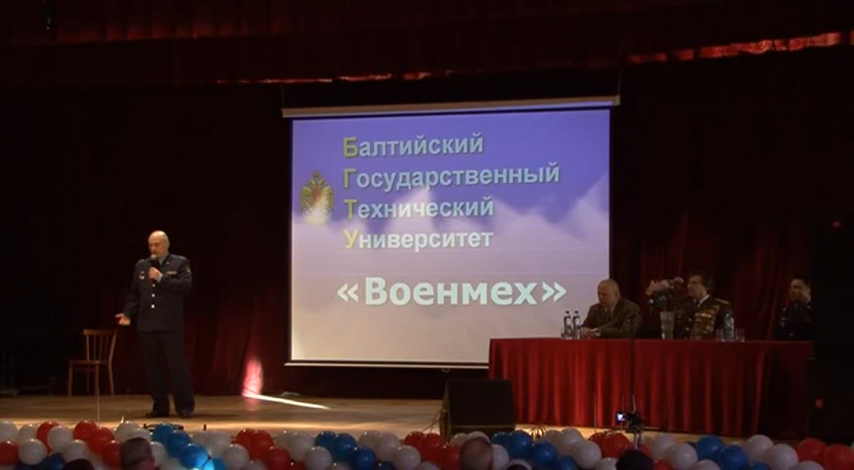 Балтийский
Государственный
Технический
Университет
«Военмех»